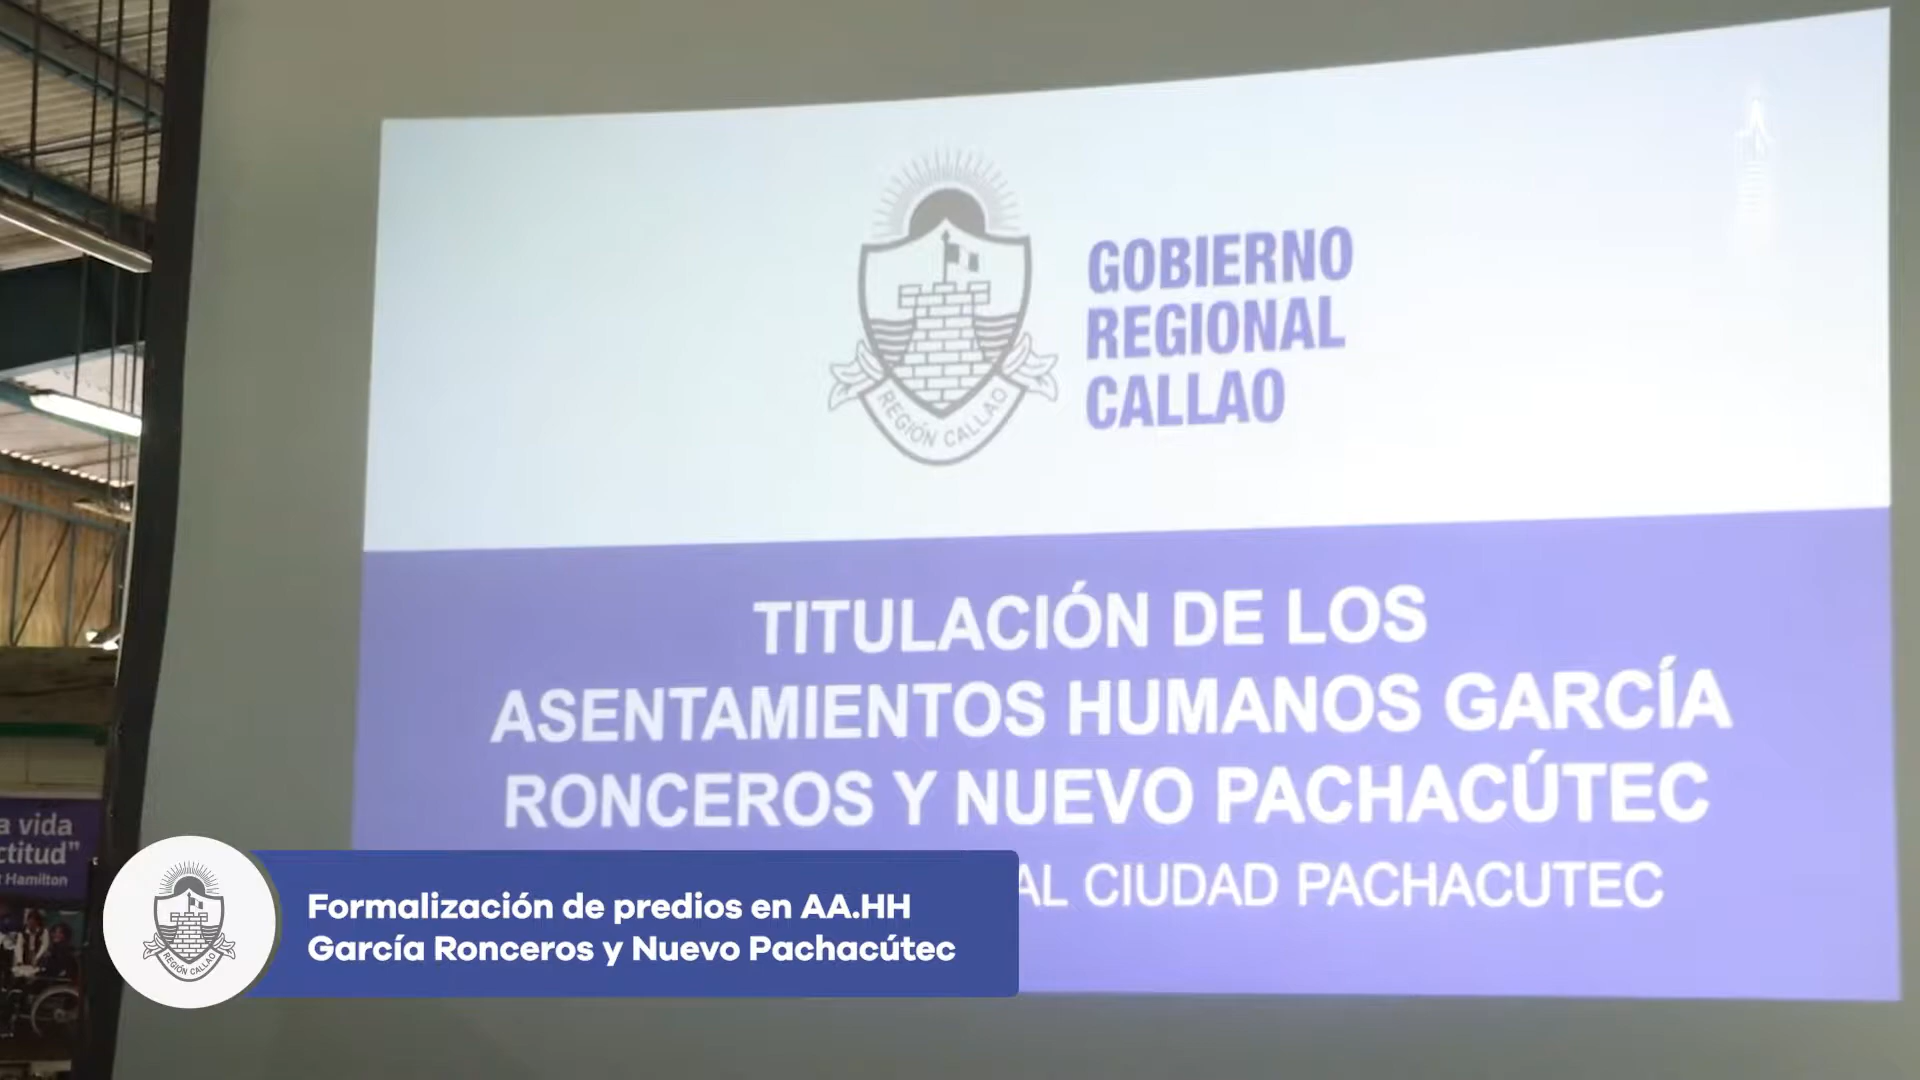 GOBIERNO
REGIONAL
CALLAO
REGIÓN CALLAO
TITULACIÓN DE LOS
ASENTAMIENTOS HUMANOS GARCÍA
RONCEROS Y NUEVO PACHACÚTEC
CIUDAD PACHACUTEC
a vida
ctitud"
Hamilton
Formalización de predios en AA.HH
García Ronceros y Nuevo Pachacútec
REGIÓN CALLAO